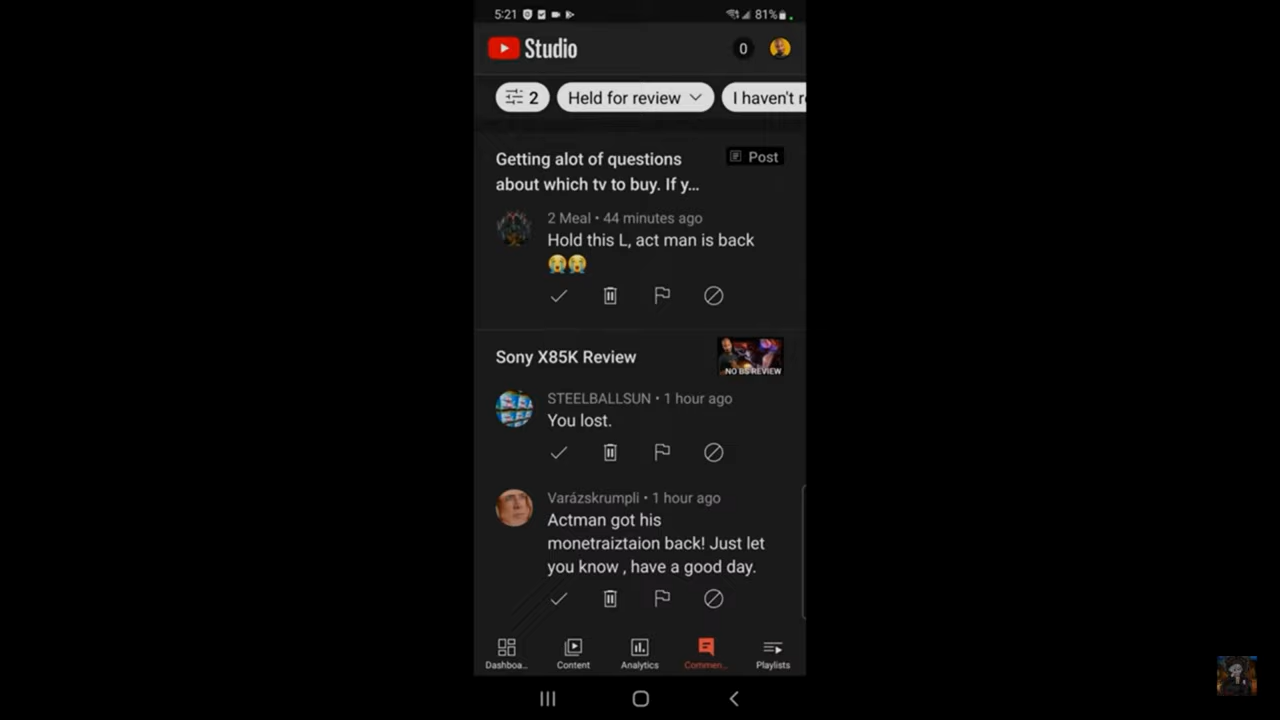 5:21
81%
Studio
0
2
Held for review
I haven't r
Getting alot of questions
about which tv to buy. If y...
Post
2 Meal • 44 minutes ago
Hold this L, act man is back
😭😭
Sony X85K Review
NO BS REVIEW
STEELBALLSUN • 1 hour ago
You lost.
Varázskrumpli • 1 hour ago
Actman got his
monetraiztaion back! Just let
you know , have a good day.
Dashboa...
Content
Analytics
Commen...
Playlists